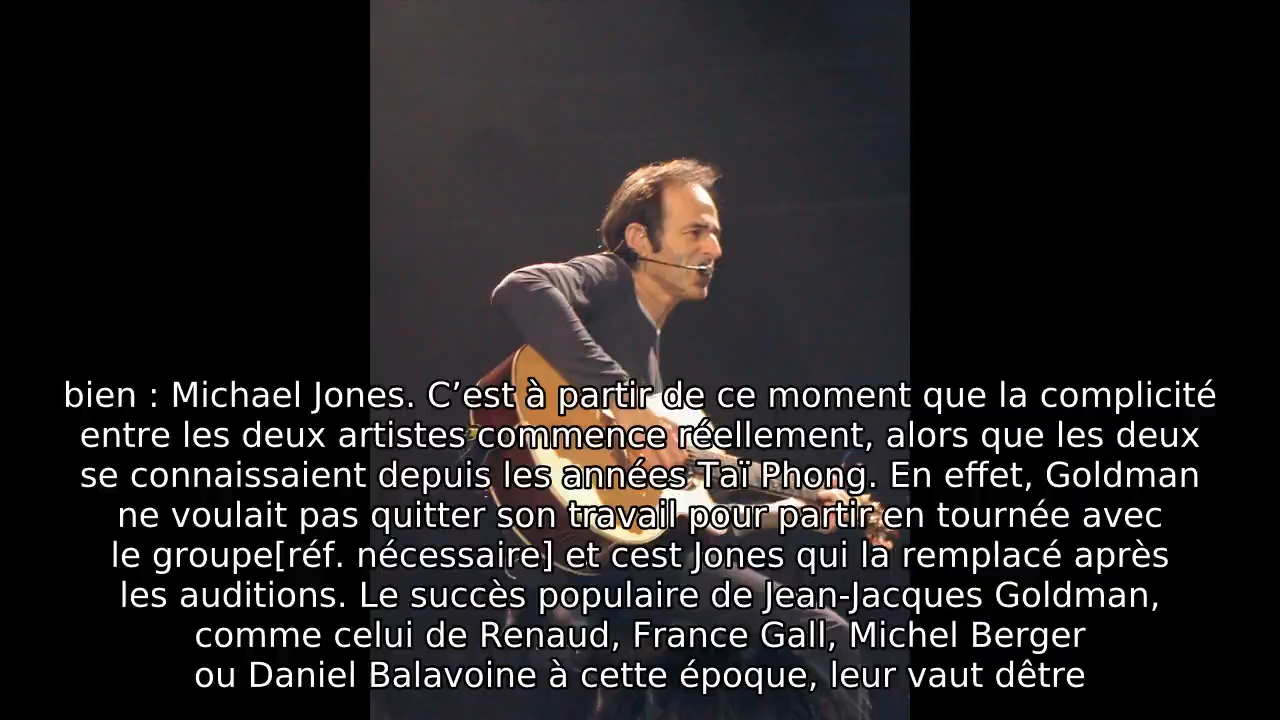 bien : Michael Jones. C’est à partir de ce moment que la complicité
entre les deux artistes commence réellement, alors que les deux
se connaissaient depuis les années Taï Phong. En effet, Goldman
ne voulait pas quitter son travail pour partir en tournée avec
le groupe[réf. nécessaire] et cest Jones qui la remplacé après
les auditions. Le succès populaire de Jean-Jacques Goldman,
comme celui de Renaud, France Gall, Michel Berger
ou Daniel Balavoine à cette époque, leur vaut dêtre